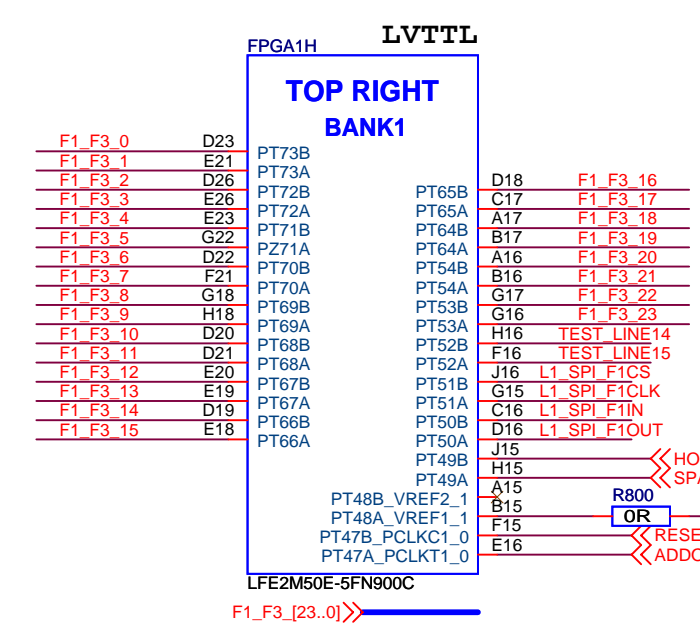 LVTTL
FPGA1H
TOP RIGHT
BANK1
F1_F3_0 D23 PT73B
F1_F3_1 E21 PT73A
F1_F3_2 D26 PT72B
F1_F3_3 E26 PT72A
F1_F3_4 E23 PT71B
F1_F3_5 G22 PZ71A
F1_F3_6 D22 PT70B
F1_F3_7 F21 PT70A
F1_F3_8 G18 PT69B
F1_F3_9 H18 PT69A
F1_F3_10 D20 PT68B
F1_F3_11 D21 PT68A
F1_F3_12 E20 PT67B
F1_F3_13 E19 PT67A
F1_F3_14 D19 PT66B
F1_F3_15 E18 PT66A
PT65B D18 F1_F3_16
PT65A C17 F1_F3_17
PT64B A17 F1_F3_18
PT64A B17 F1_F3_19
PT54B A16 F1_F3_20
PT54A B16 F1_F3_21
PT53B G17 F1_F3_22
PT53A G16 F1_F3_23
PT52B H16 TEST_LINE14
PT52A F16 TEST_LINE15
PT51B J16 L1_SPI_F1CS
PT51A G15 L1_SPI_F1CLK
PT50B C16 L1_SPI_F1IN
PT50A D16 L1_SPI_F1OUT
PT49B J15 HO
PT49A H15 SPA
PT48B_VREF2_1 A15
PT48A_VREF1_1 B15 R800 0R
PT47B_PCLKC1_0 F15 RESE
PT47A_PCLKT1_0 E16 ADDC
LFE2M50E-5FN900C
F1_F3_[23..0]